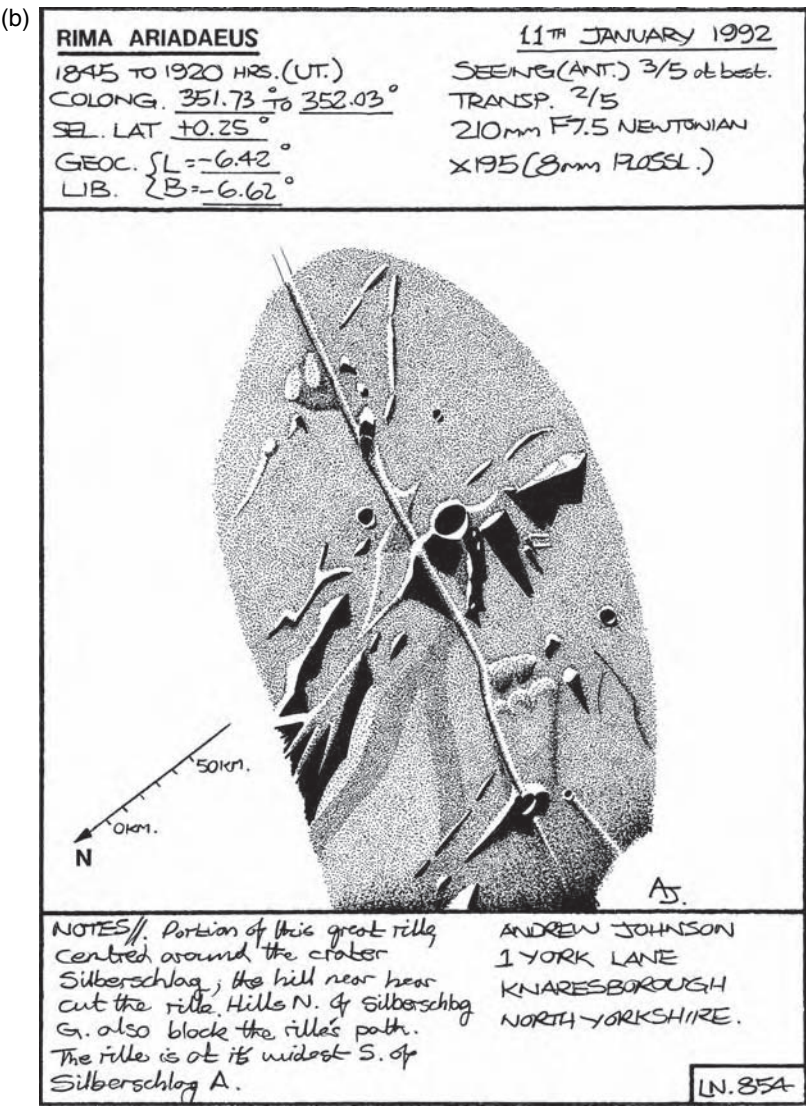 (b)
RIMA ARIADAEUS
11TH JANUARY 1992
1845 TO 1920 HRS.(UT.)
COLONG. 351.73° TO 352.03°
SEL. LAT +0.25°
GEOC. { L = -6.42°
LIB. { B = -6.62°
SEEING (ANT.) 3/5 at best.
TRANSP. 2/5
210mm F7.5 NEWTONIAN
x195 (8mm PLOSSL.)
50KM.
0KM.
N
AJ.
NOTES//. Portion of this great rille
centred around the crater
Silberschlag; the hill near hear
cut the rille. Hills N. of Silberschlag
G. also block the rille's path.
The rille is at its widest S. of
Silberschlag A.
ANDREW JOHNSON
1 YORK LANE
KNARESBOROUGH
NORTH YORKSHIRE.
LN.854